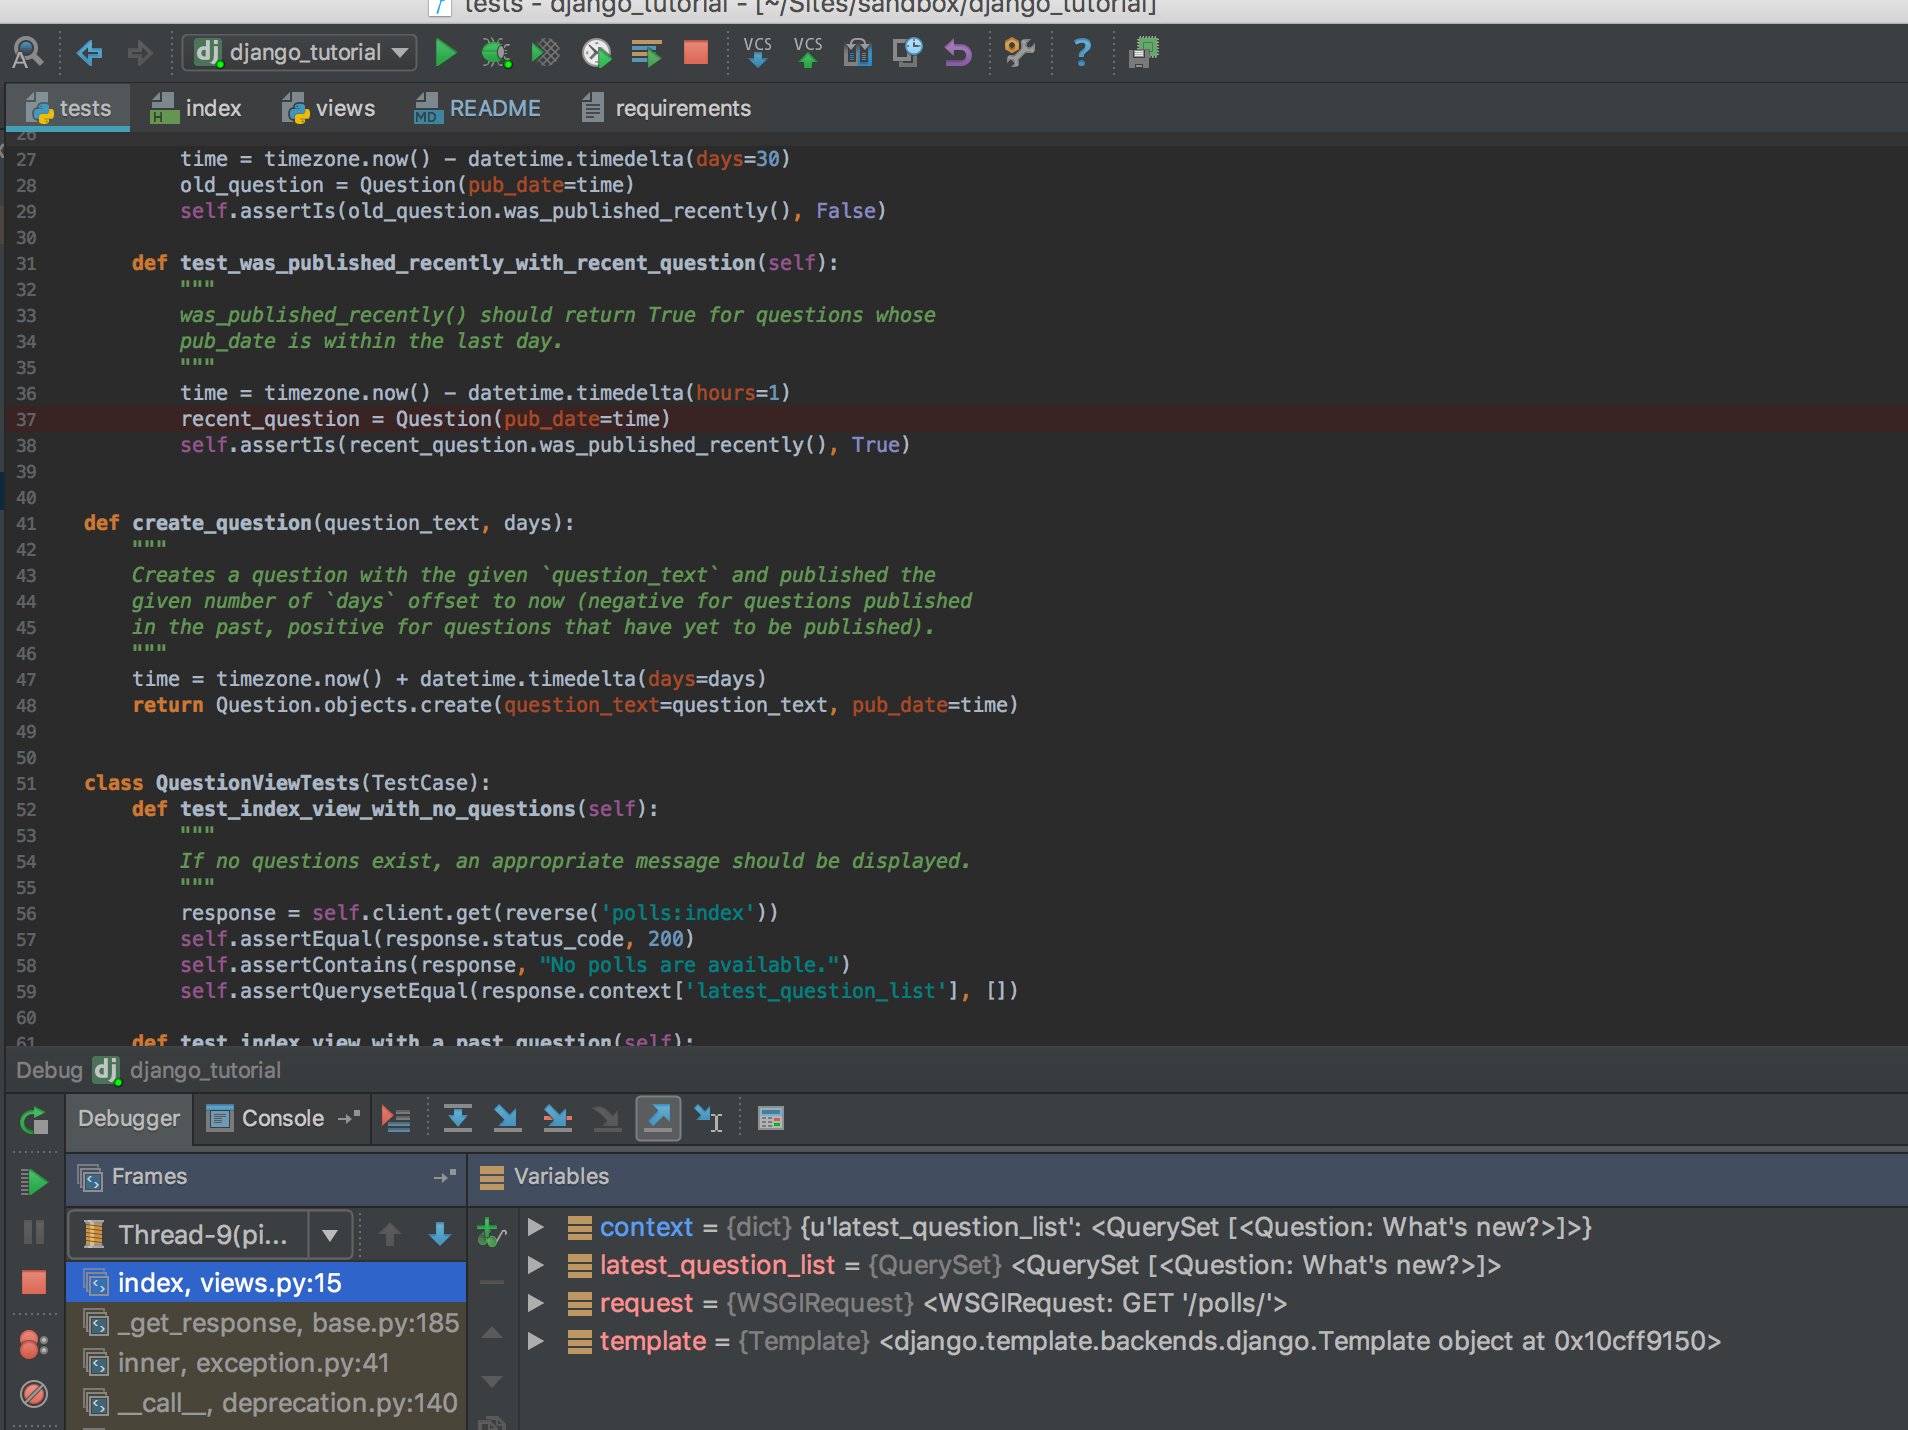 tests - django_tutorial - [~/Sites/sandbox/django_tutorial]
dj django_tutorial VCS VCS ?
tests H index views MD README requirements
26
27 time = timezone.now() - datetime.timedelta(days=30)
28 old_question = Question(pub_date=time)
29 self.assertIs(old_question.was_published_recently(), False)
30
31 def test_was_published_recently_with_recent_question(self):
32 """
33 was_published_recently() should return True for questions whose
34 pub_date is within the last day.
35 """
36 time = timezone.now() - datetime.timedelta(hours=1)
37 recent_question = Question(pub_date=time)
38 self.assertIs(recent_question.was_published_recently(), True)
39
40
41 def create_question(question_text, days):
42 """
43 Creates a question with the given `question_text` and published the
44 given number of `days` offset to now (negative for questions published
45 in the past, positive for questions that have yet to be published).
46 """
47 time = timezone.now() + datetime.timedelta(days=days)
48 return Question.objects.create(question_text=question_text, pub_date=time)
49
50
51 class QuestionViewTests(TestCase):
52 def test_index_view_with_no_questions(self):
53 """
54 If no questions exist, an appropriate message should be displayed.
55 """
56 response = self.client.get(reverse('polls:index'))
57 self.assertEqual(response.status_code, 200)
58 self.assertContains(response, "No polls are available.")
59 self.assertQuerysetEqual(response.context['latest_question_list'], [])
60
61 def test_index_view_with_a_past_question(self):
Debug dj django_tutorial
Debugger Console
Frames
Thread-9(pi...
index, views.py:15
_get_response, base.py:185
inner, exception.py:41
__call__, deprecation.py:140
Variables
context = {dict} {u'latest_question_list': <QuerySet [<Question: What's new?>]>}
latest_question_list = {QuerySet} <QuerySet [<Question: What's new?>]>
request = {WSGIRequest} <WSGIRequest: GET '/polls/'>
template = {Template} <django.template.backends.django.Template object at 0x10cff9150>